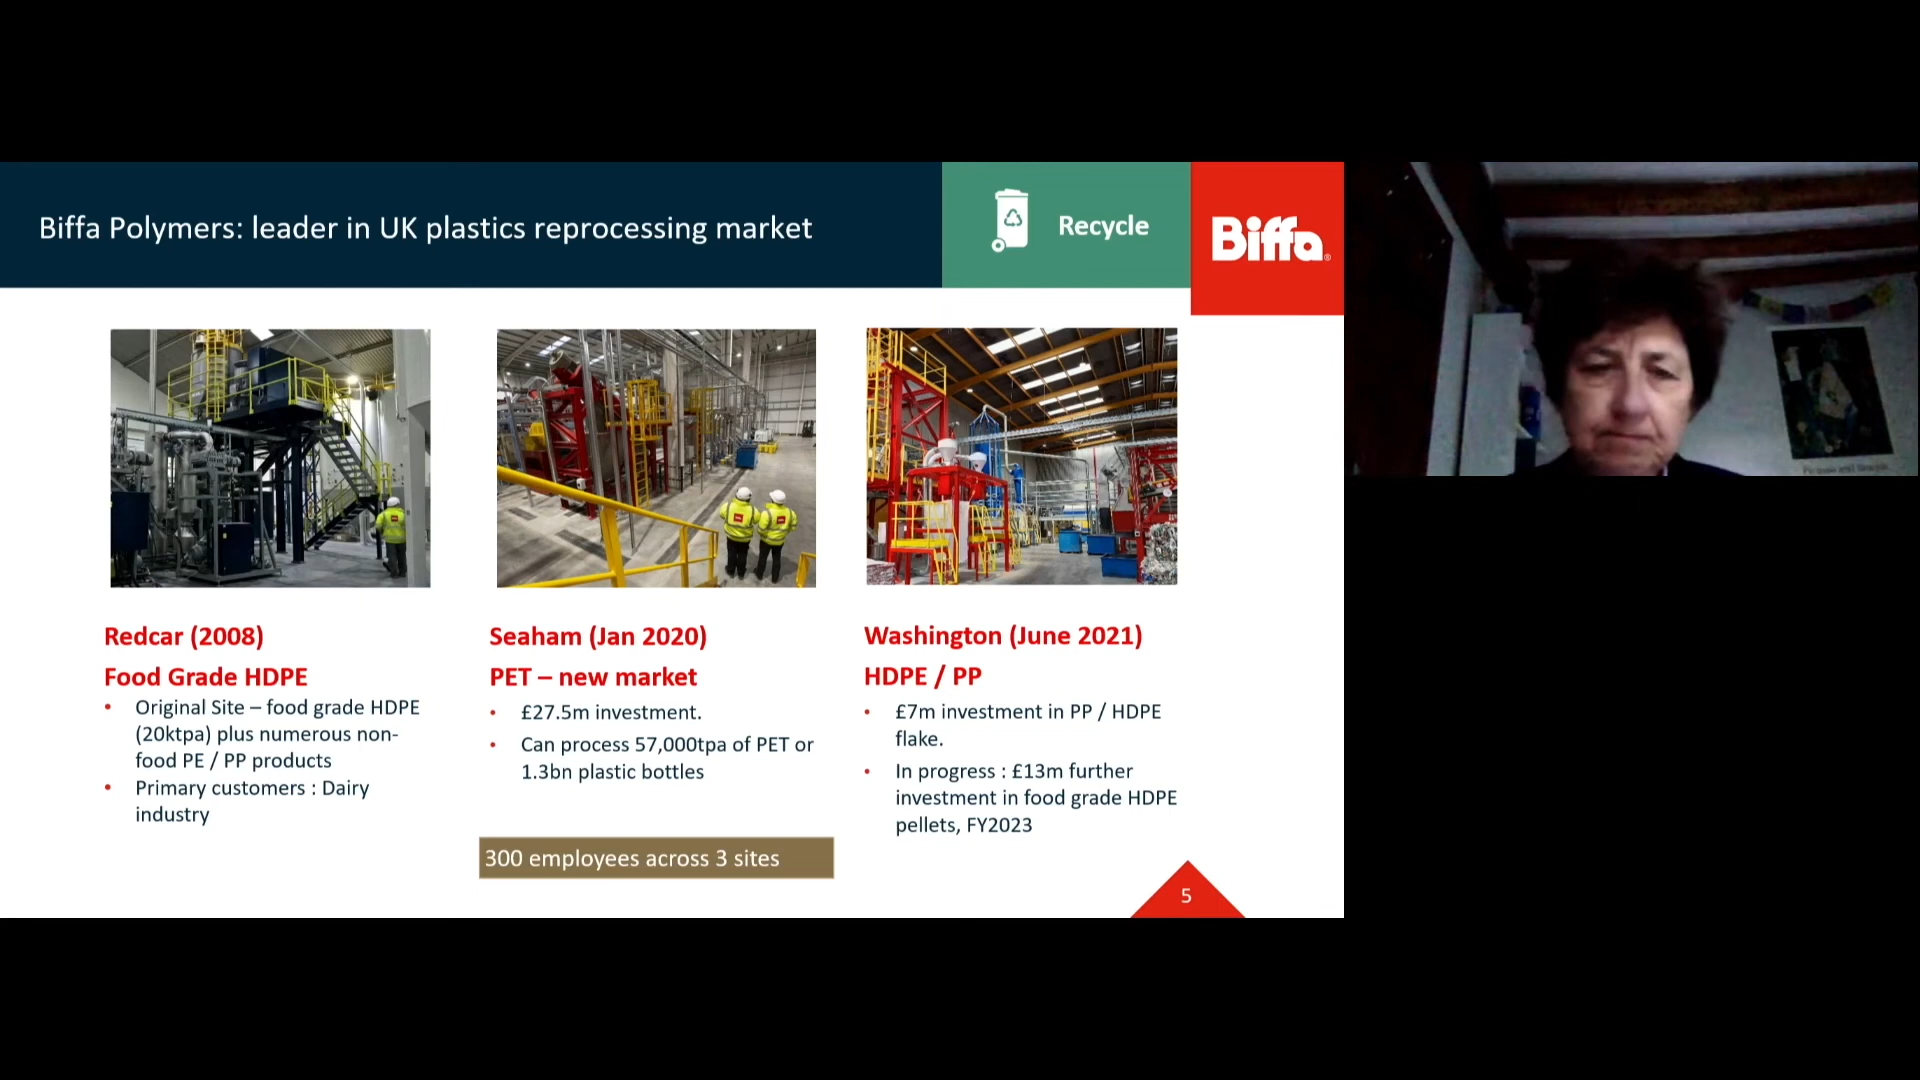 Biffa Polymers: leader in UK plastics reprocessing market
Recycle
Biffa®
Redcar (2008)
Food Grade HDPE
• Original Site – food grade HDPE
(20ktpa) plus numerous non-
food PE / PP products
• Primary customers : Dairy
industry
Seaham (Jan 2020)
PET – new market
• £27.5m investment.
• Can process 57,000tpa of PET or
1.3bn plastic bottles
300 employees across 3 sites
Washington (June 2021)
HDPE / PP
• £7m investment in PP / HDPE
flake.
• In progress : £13m further
investment in food grade HDPE
pellets, FY2023
5